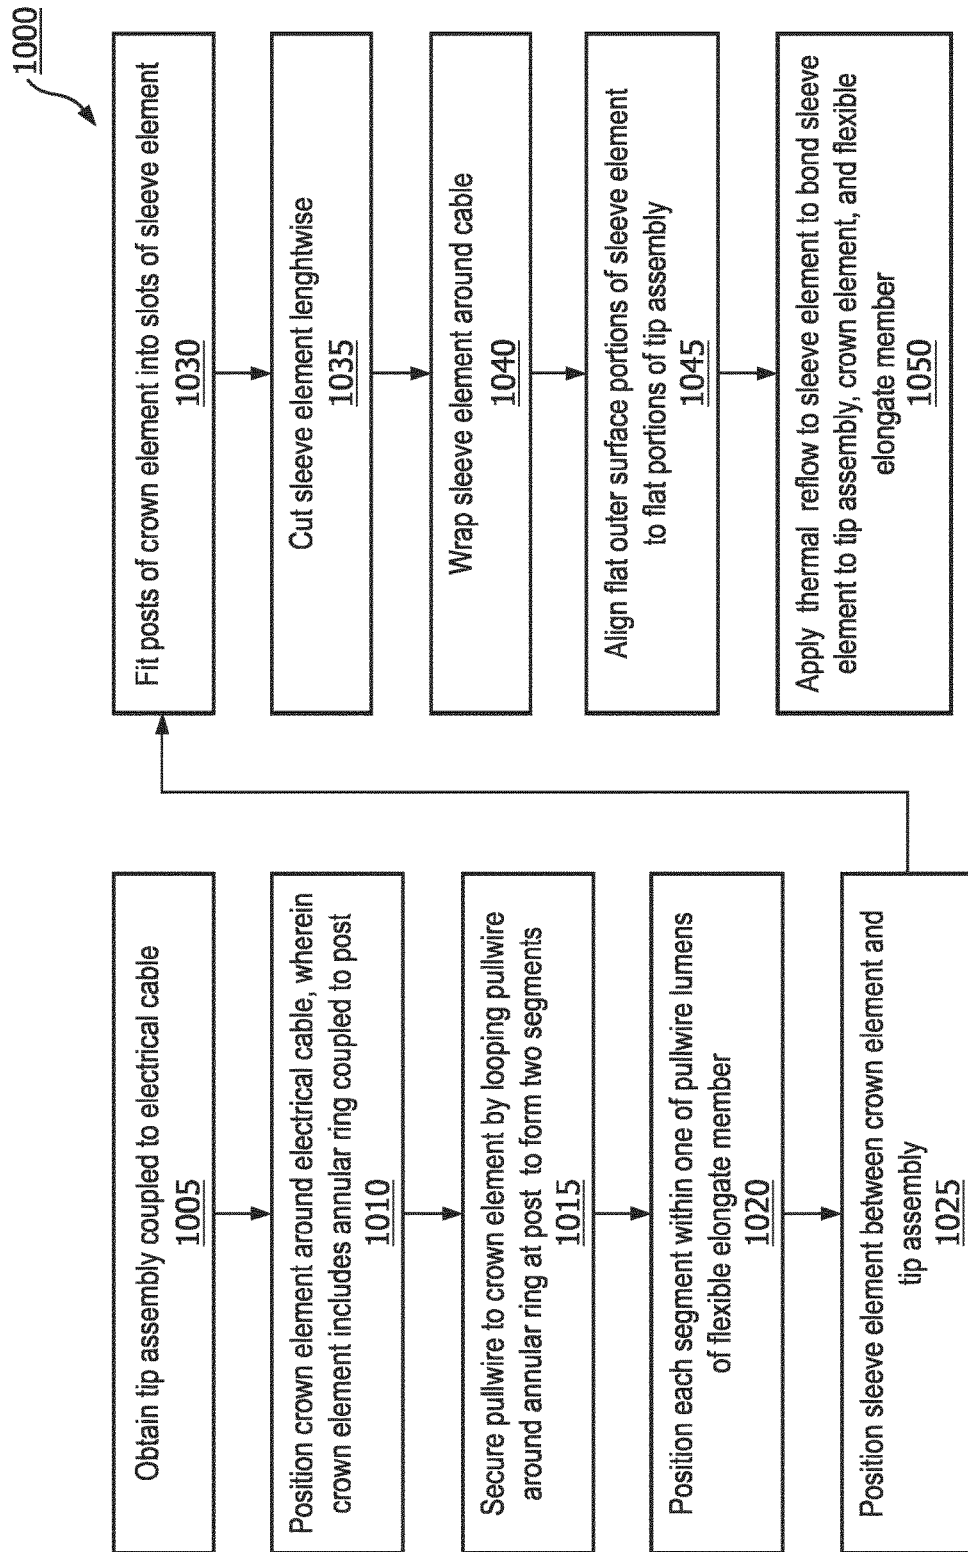 1000
Obtain tip assembly coupled to electrical cable
1005
Position crown element around electrical cable, wherein
crown element includes annular ring coupled to post
1010
Secure pullwire to crown element by looping pullwire
around annular ring at post to form two segments
1015
Position each segment within one of pullwire lumens
of flexible elongate member
1020
Position sleeve element between crown element and
tip assembly
1025
Fit posts of crown element into slots of sleeve element
1030
Cut sleeve element lenghtwise
1035
Wrap sleeve element around cable
1040
Align flat outer surface portions of sleeve element
to flat portions of tip assembly
1045
Apply thermal reflow to sleeve element to bond sleeve
element to tip assembly, crown element, and flexible
elongate member
1050